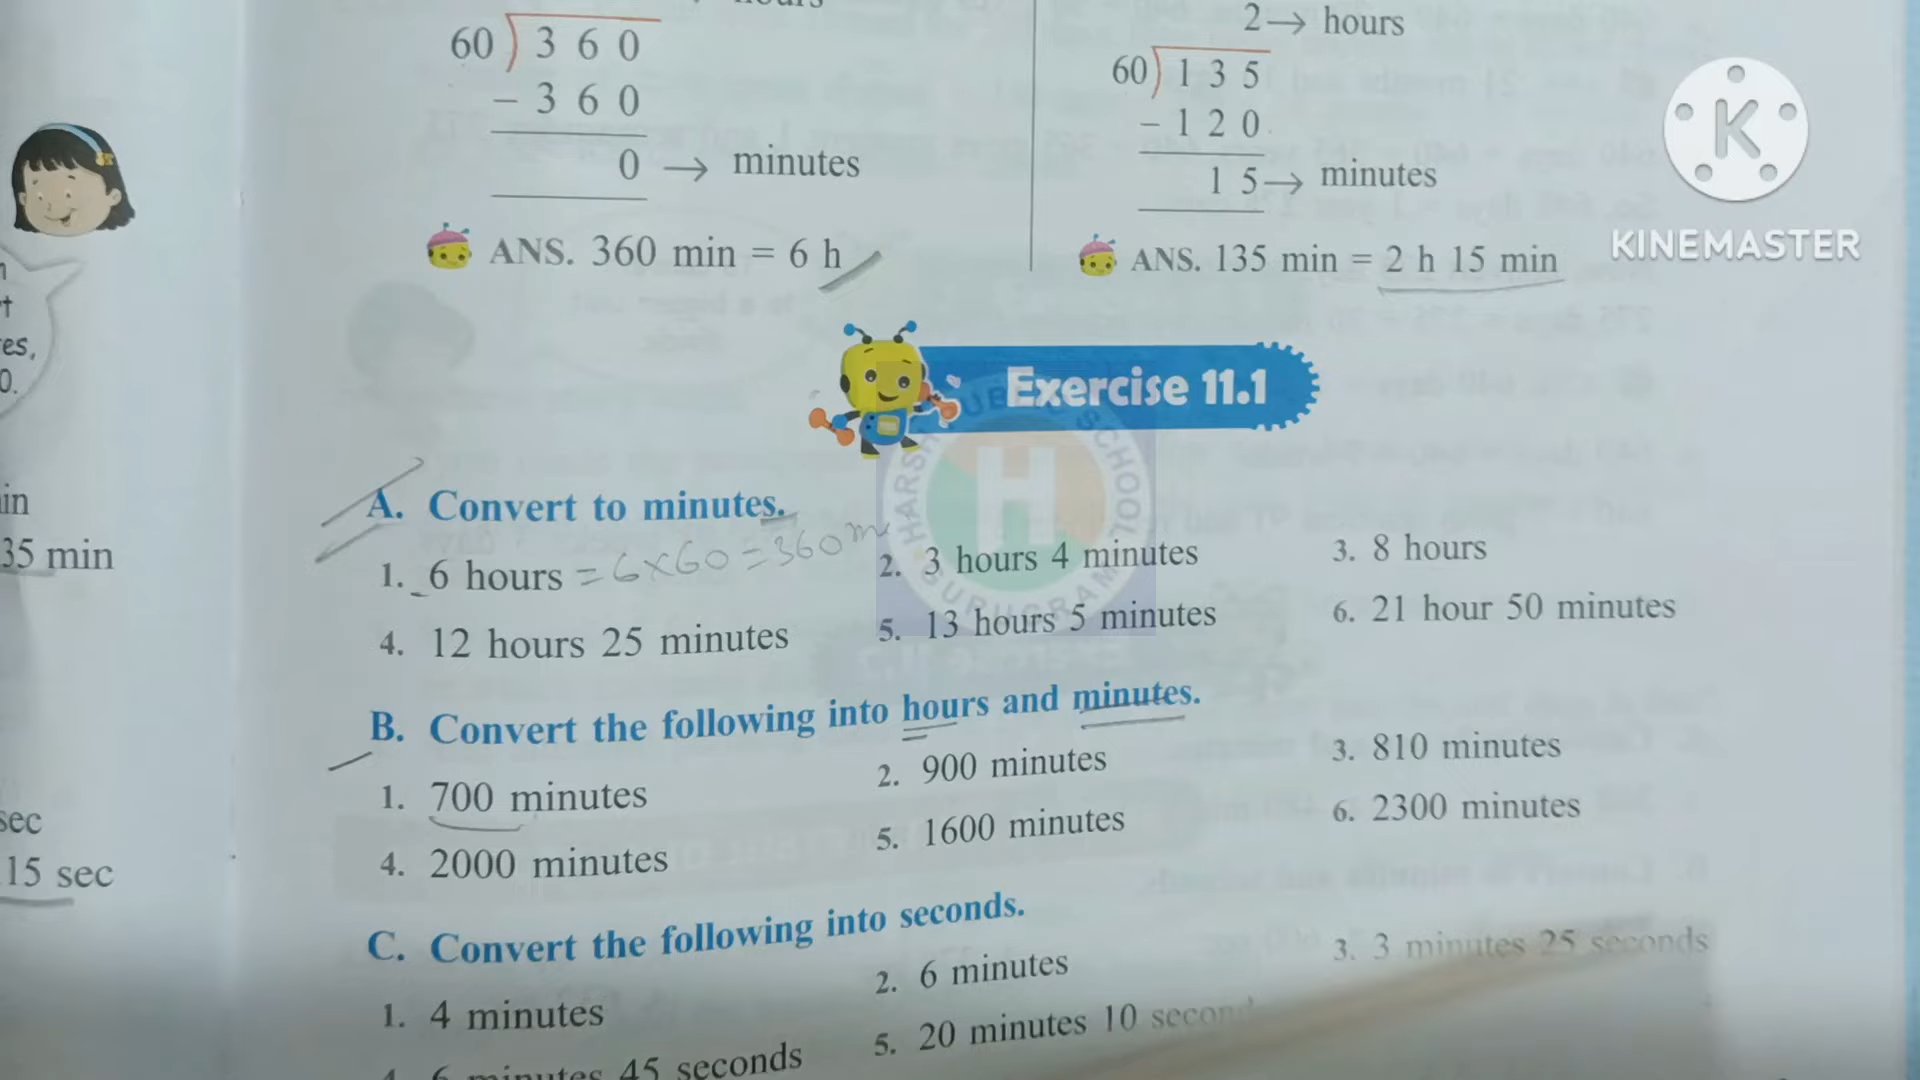 60 ) 3 6 0
– 3 6 0
0 → minutes
ANS. 360 min = 6 h
2 → hours
60 ) 1 3 5
– 1 2 0
1 5 → minutes
ANS. 135 min = 2 h 15 min
KINEMASTER
es,
0.
in
35 min
sec
15 sec
Exercise 11.1
A. Convert to minutes.
1. 6 hours = 6×60 = 360m 2. 3 hours 4 minutes 3. 8 hours
4. 12 hours 25 minutes 5. 13 hours 5 minutes 6. 21 hour 50 minutes
B. Convert the following into hours and minutes.
1. 700 minutes 2. 900 minutes 3. 810 minutes
4. 2000 minutes 5. 1600 minutes 6. 2300 minutes
C. Convert the following into seconds.
1. 4 minutes 2. 6 minutes 3. 3 minutes 25 seconds
4. 6 minutes 45 seconds 5. 20 minutes 10 second
H
SCHOOL
GURUGRAM